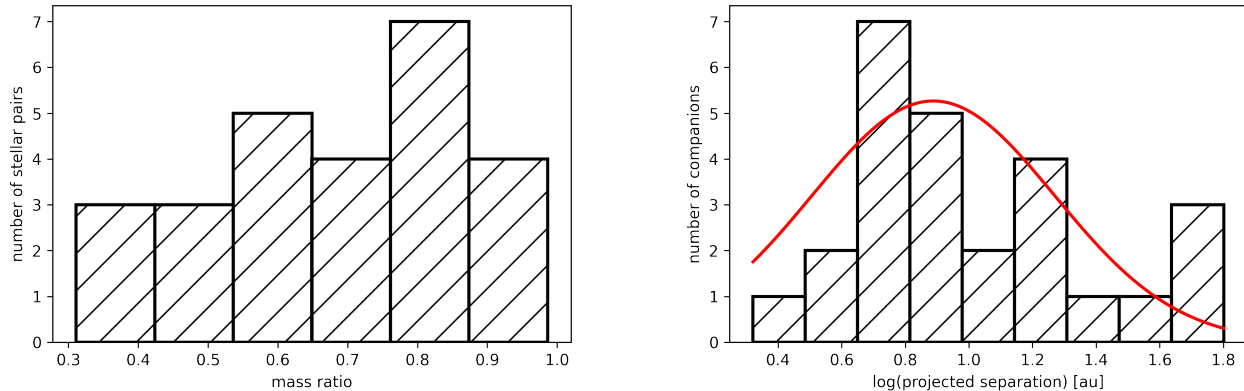 number of stellar pairs
7
6
5
4
3
2
1
0
0.3 0.4 0.5 0.6 0.7 0.8 0.9 1.0
mass ratio
number of companions
7
6
5
4
3
2
1
0
0.4 0.6 0.8 1.0 1.2 1.4 1.6 1.8
log(projected separation) [au]